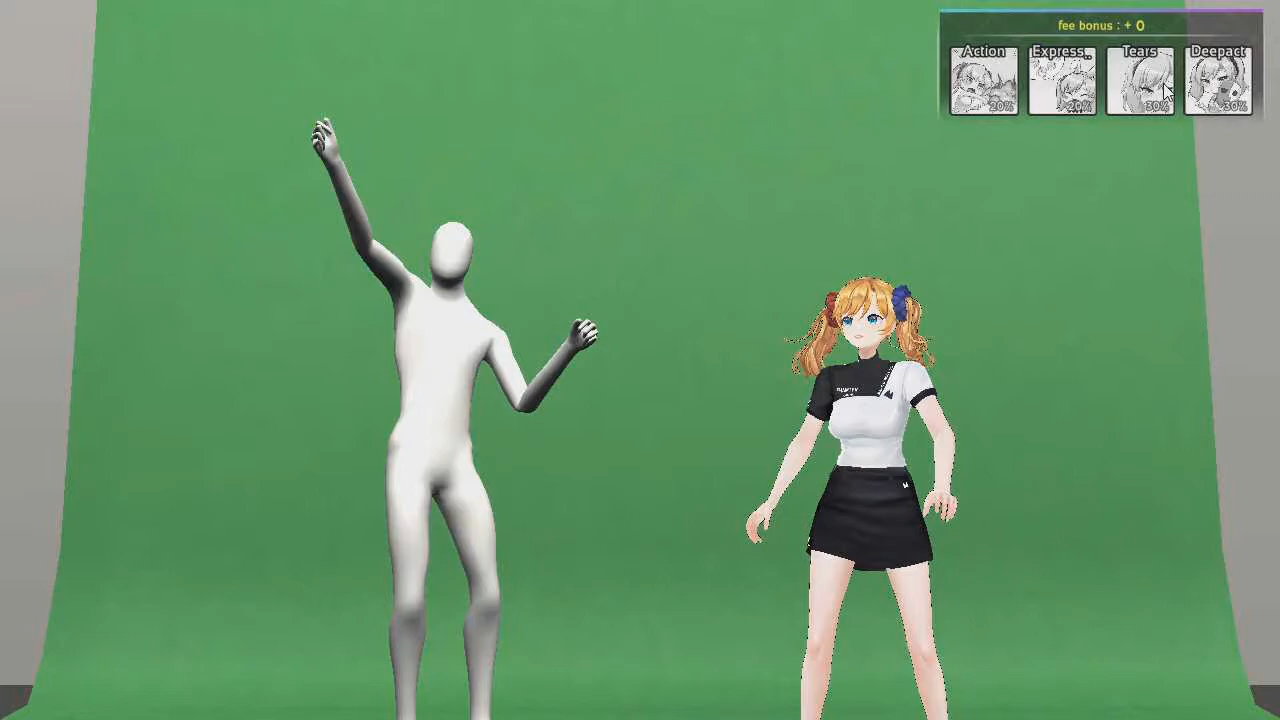 fee bonus : + 0
Action
Express..
Tears
Deepact
20%
20%
30%
30%